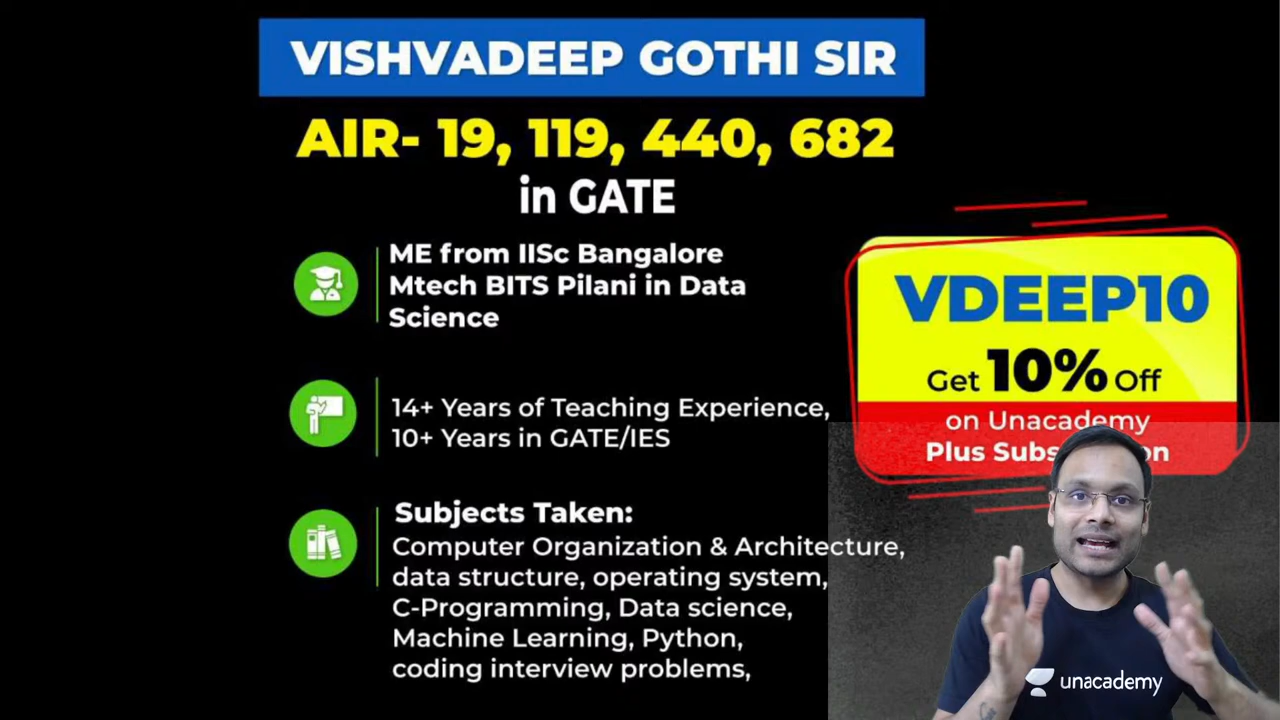 VISHVADEEP GOTHI SIR
AIR- 19, 119, 440, 682
in GATE
ME from IISc Bangalore
Mtech BITS Pilani in Data
Science
14+ Years of Teaching Experience,
10+ Years in GATE/IES
Subjects Taken:
Computer Organization & Architecture,
data structure, operating system,
C-Programming, Data science,
Machine Learning, Python,
coding interview problems,
VDEEP10
Get 10% Off
on Unacademy
Plus
unacademy